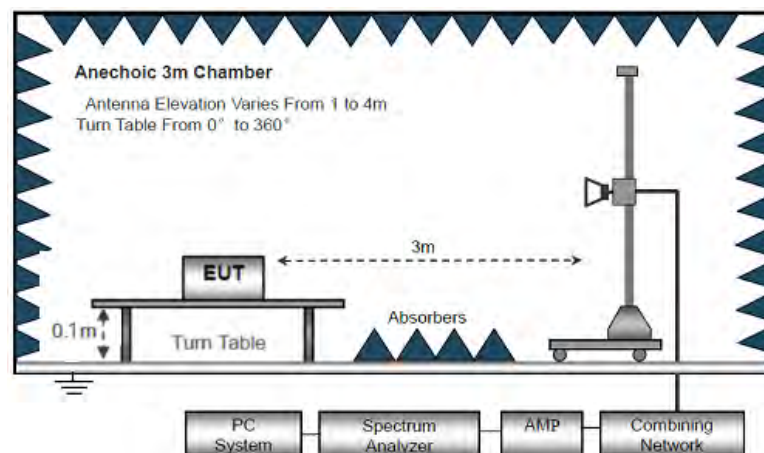 Anechoic 3m Chamber
Antenna Elevation Varies From 1 to 4m
Turn Table From 0° to 360°
3m
EUT
Absorbers
0.1m
Turn Table
PC
System
Spectrum
Analyzer
AMP
Combining
Network